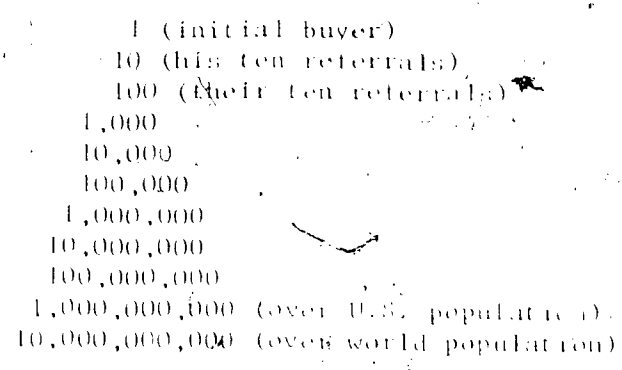 1 (initial buyer)
10 (his ten referrals)
100 (their ten referrals)
1,000
10,000
100,000
1,000,000
10,000,000
100,000,000
1,000,000,000 (over U.S. population)
10,000,000,000 (over world population)